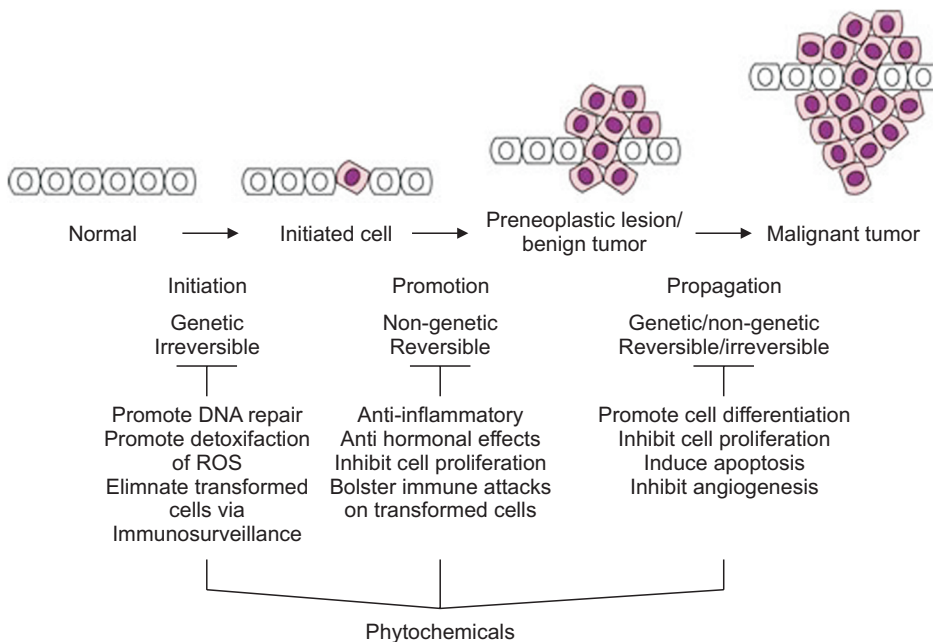 Normal
Initiated cell
Preneoplastic lesion/
benign tumor
Malignant tumor
Initiation
Promotion
Propagation
Genetic
Irreversible
Non-genetic
Reversible
Genetic/non-genetic
Reversible/irreversible
Promote DNA repair
Promote detoxifaction
of ROS
Elimnate transformed
cells via
Immunosurveillance
Anti-inflammatory
Anti hormonal effects
Inhibit cell proliferation
Bolster immune attacks
on transformed cells
Promote cell differentiation
Inhibit cell proliferation
Induce apoptosis
Inhibit angiogenesis
Phytochemicals